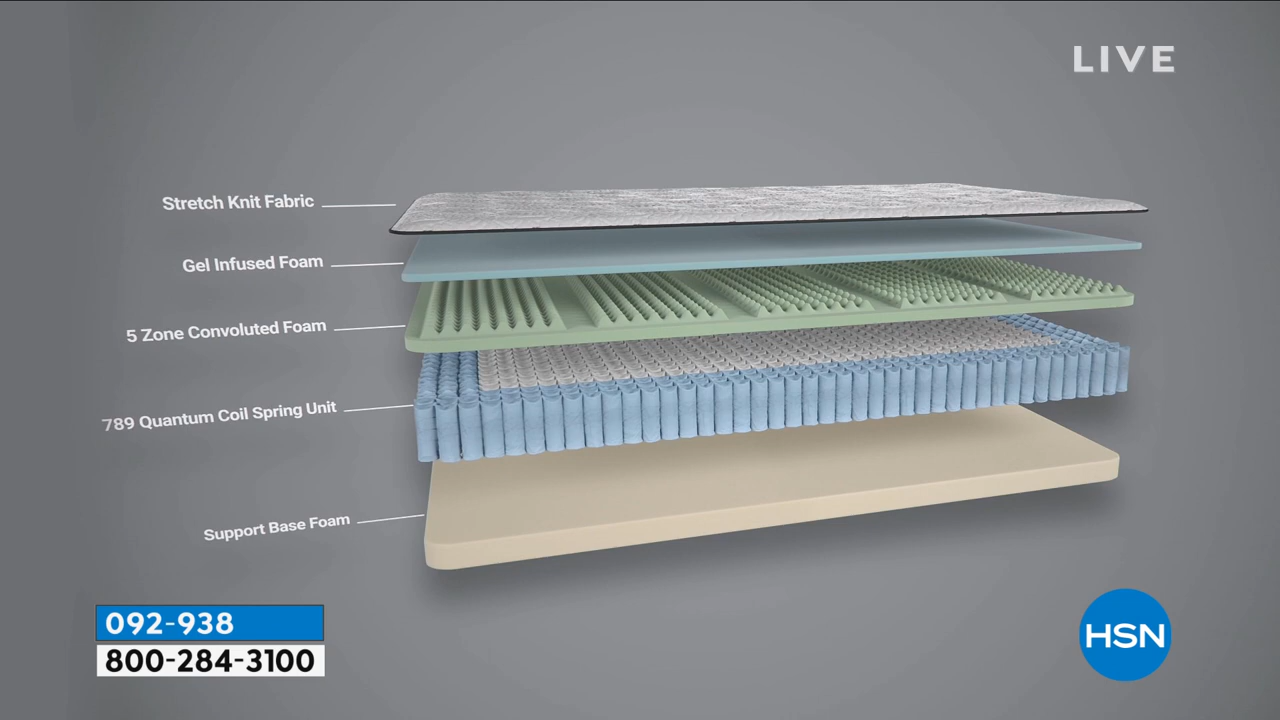 LIVE
Stretch Knit Fabric
Gel Infused Foam
5 Zone Convoluted Foam
789 Quantum Coil Spring Unit
Support Base Foam
092-938
800-284-3100
HSN